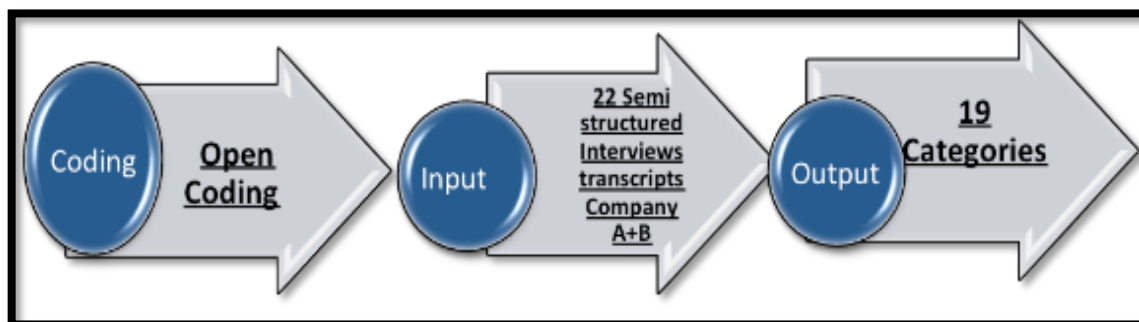 Coding
Open
Coding
Input
22 Semi
structured
Interviews
transcripts
Company
A+B
Output
19
Categories